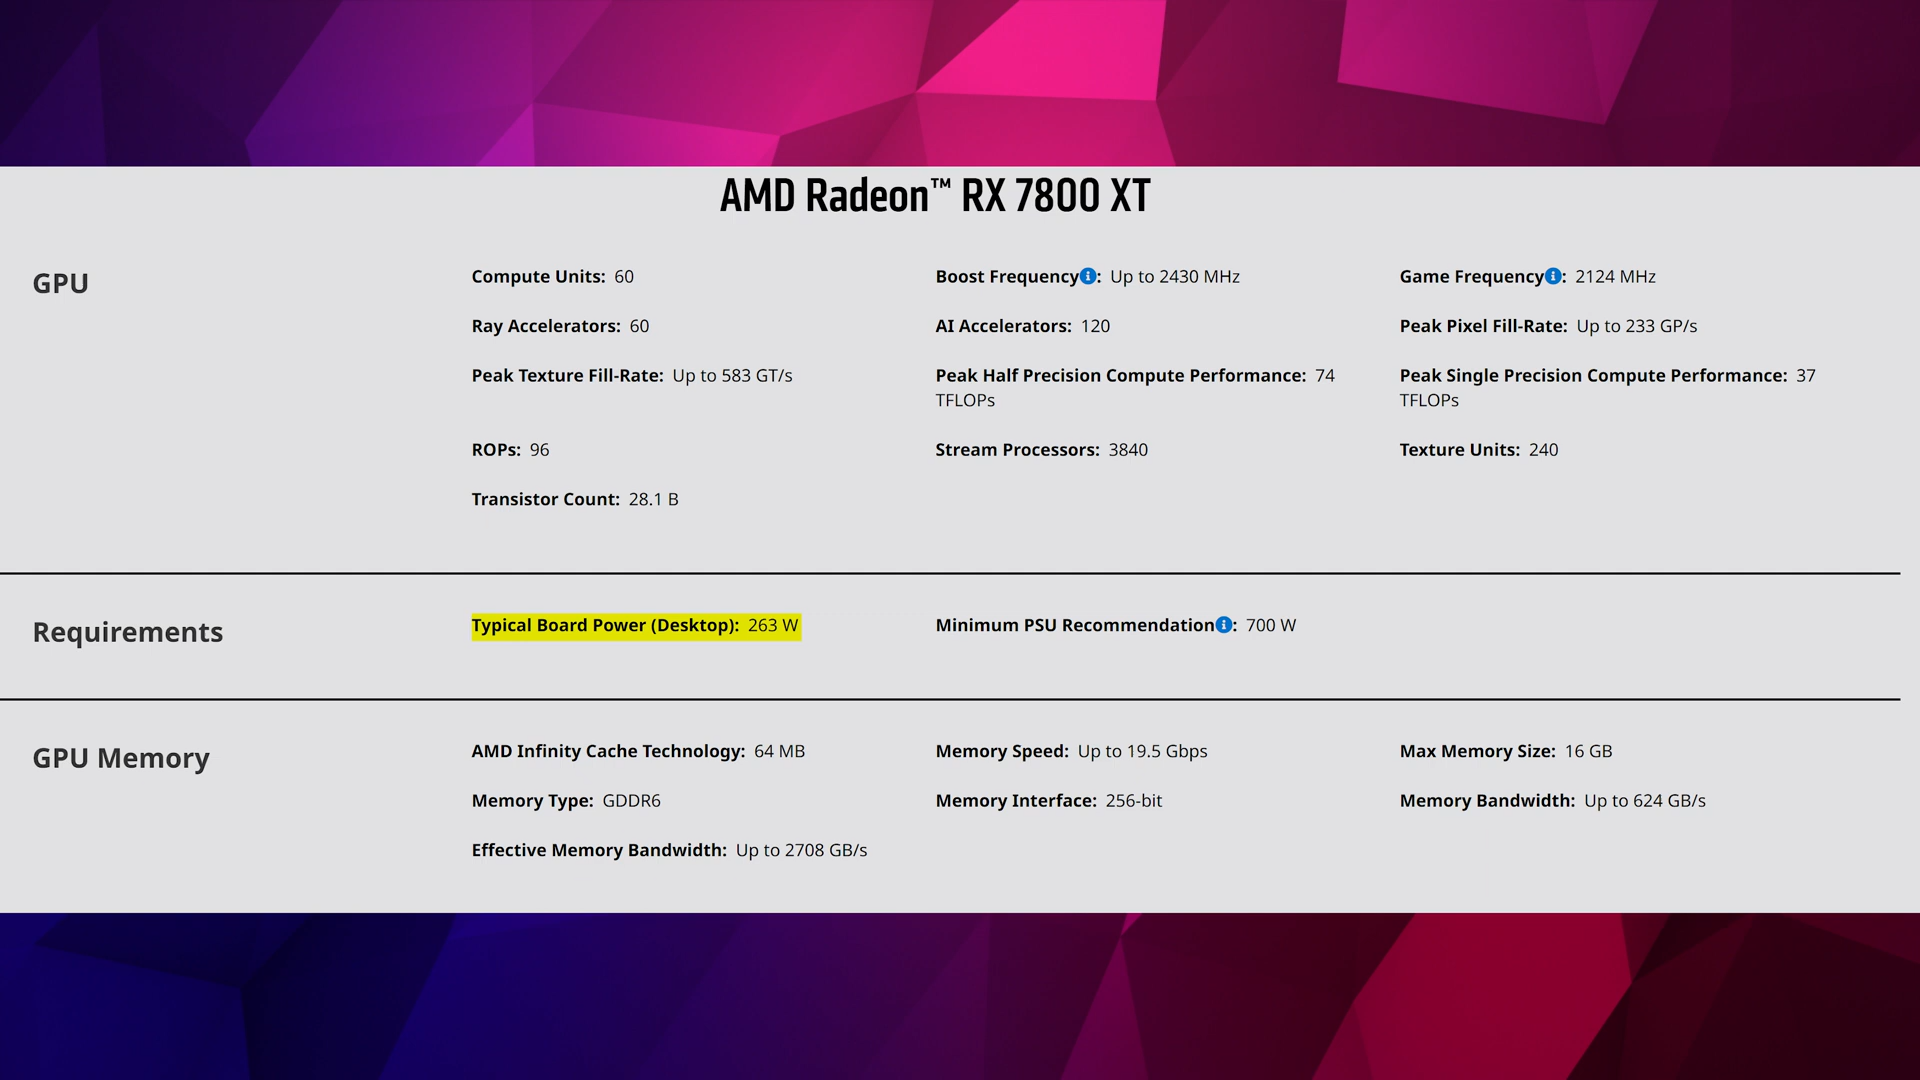 AMD Radeon™ RX 7800 XT
GPU
Compute Units: 60
Boost Frequency: Up to 2430 MHz
Game Frequency: 2124 MHz
Ray Accelerators: 60
AI Accelerators: 120
Peak Pixel Fill-Rate: Up to 233 GP/s
Peak Texture Fill-Rate: Up to 583 GT/s
Peak Half Precision Compute Performance: 74
TFLOPs
Peak Single Precision Compute Performance: 37
TFLOPs
ROPs: 96
Stream Processors: 3840
Texture Units: 240
Transistor Count: 28.1 B
Requirements
Typical Board Power (Desktop): 263 W
Minimum PSU Recommendation: 700 W
GPU Memory
AMD Infinity Cache Technology: 64 MB
Memory Speed: Up to 19.5 Gbps
Max Memory Size: 16 GB
Memory Type: GDDR6
Memory Interface: 256-bit
Memory Bandwidth: Up to 624 GB/s
Effective Memory Bandwidth: Up to 2708 GB/s